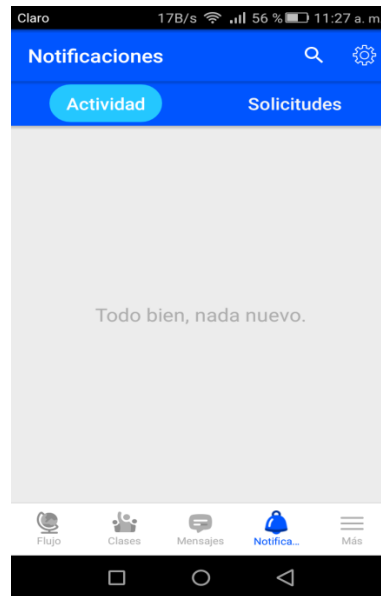 Claro 17B/s 56 % 11:27 a. m
Notificaciones
Actividad Solicitudes
Todo bien, nada nuevo.
Flujo Clases Mensajes Notifica... Más